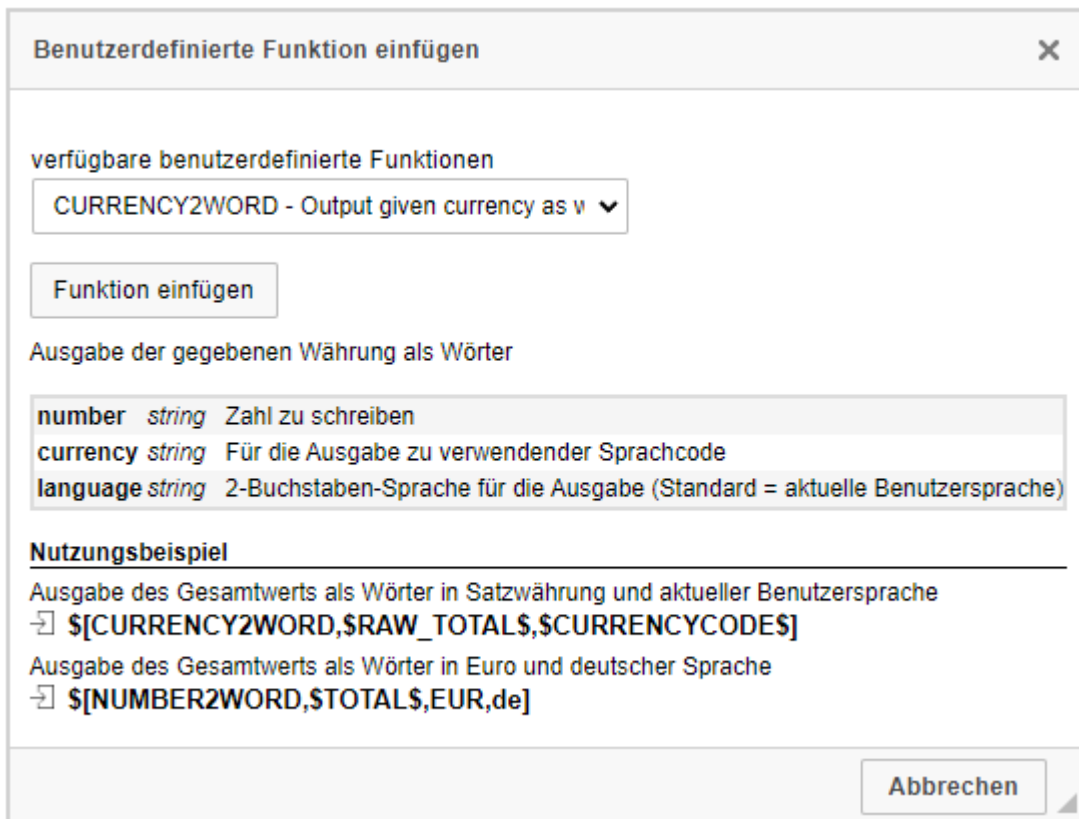 Benutzerdefinierte Funktion einfügen
verfügbare benutzerdefinierte Funktionen
CURRENCY2WORD - Output given currency as w
Funktion einfügen
Ausgabe der gegebenen Währung als Wörter
number string Zahl zu schreiben
currency string Für die Ausgabe zu verwendender Sprachcode
language string 2-Buchstaben-Sprache für die Ausgabe (Standard = aktuelle Benutzersprache)
Nutzungsbeispiel
Ausgabe des Gesamtwerts als Wörter in Satzwährung und aktueller Benutzersprache
$[CURRENCY2WORD,$RAW_TOTAL$,$CURRENCYCODE$]
Ausgabe des Gesamtwerts als Wörter in Euro und deutscher Sprache
$[NUMBER2WORD,$TOTAL$,EUR,de]
Abbrechen